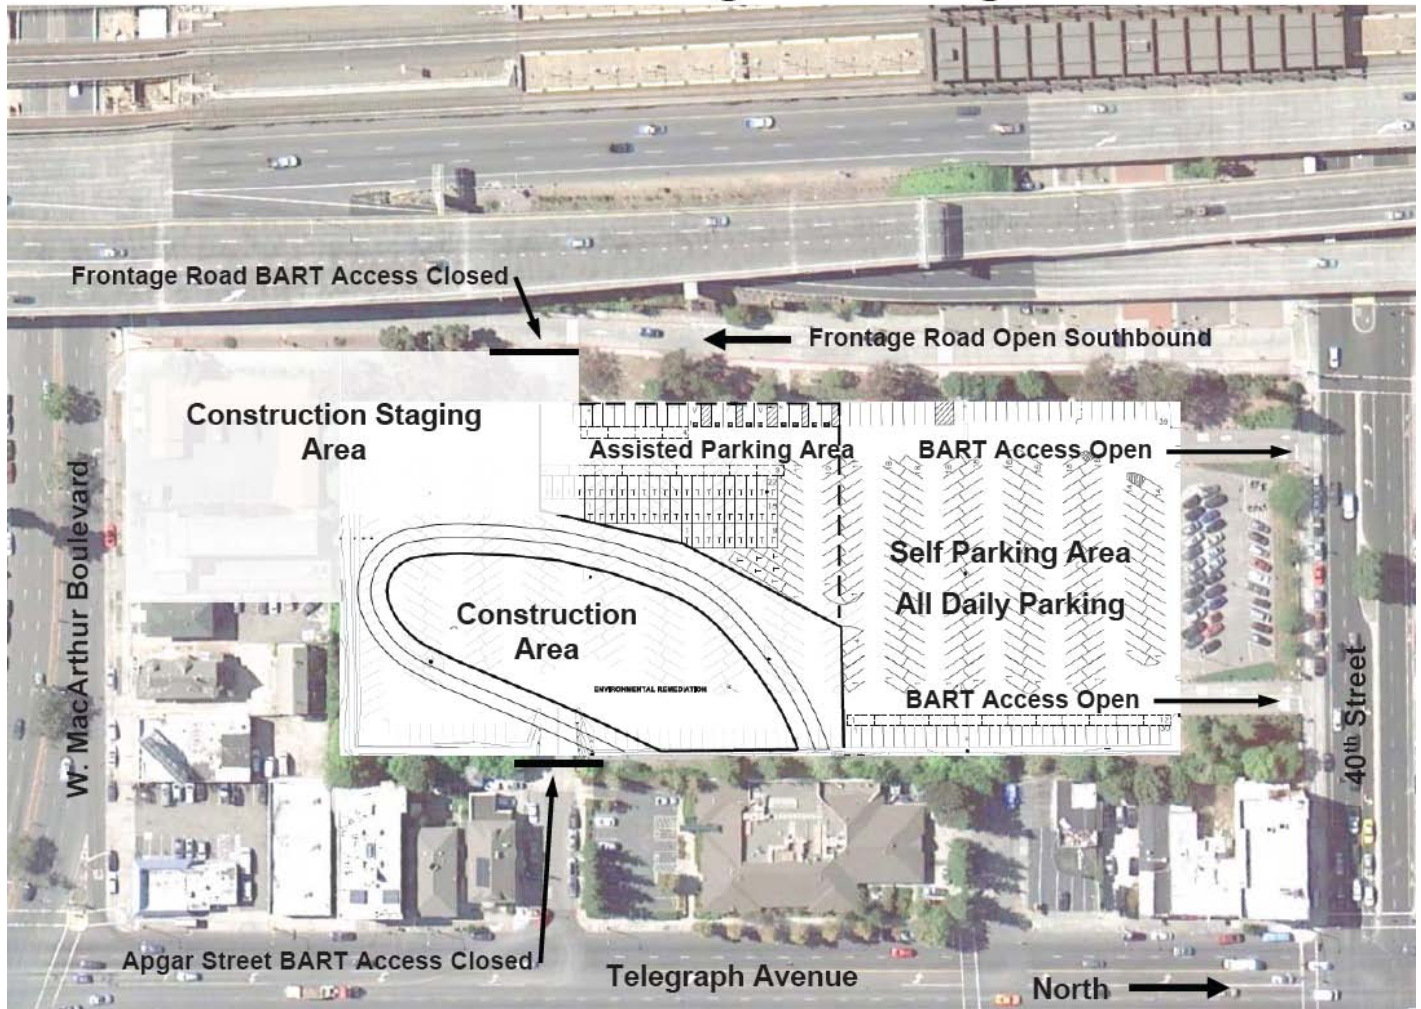 Frontage Road BART Access Closed
Frontage Road Open Southbound
Construction Staging
Area
Assisted Parking Area
BART Access Open
Self Parking Area
All Daily Parking
Construction
Area
ENVIRONMENTAL REMEDIATION
BART Access Open
W. MacArthur Boulevard
40th Street
Apgar Street BART Access Closed
Telegraph Avenue
North